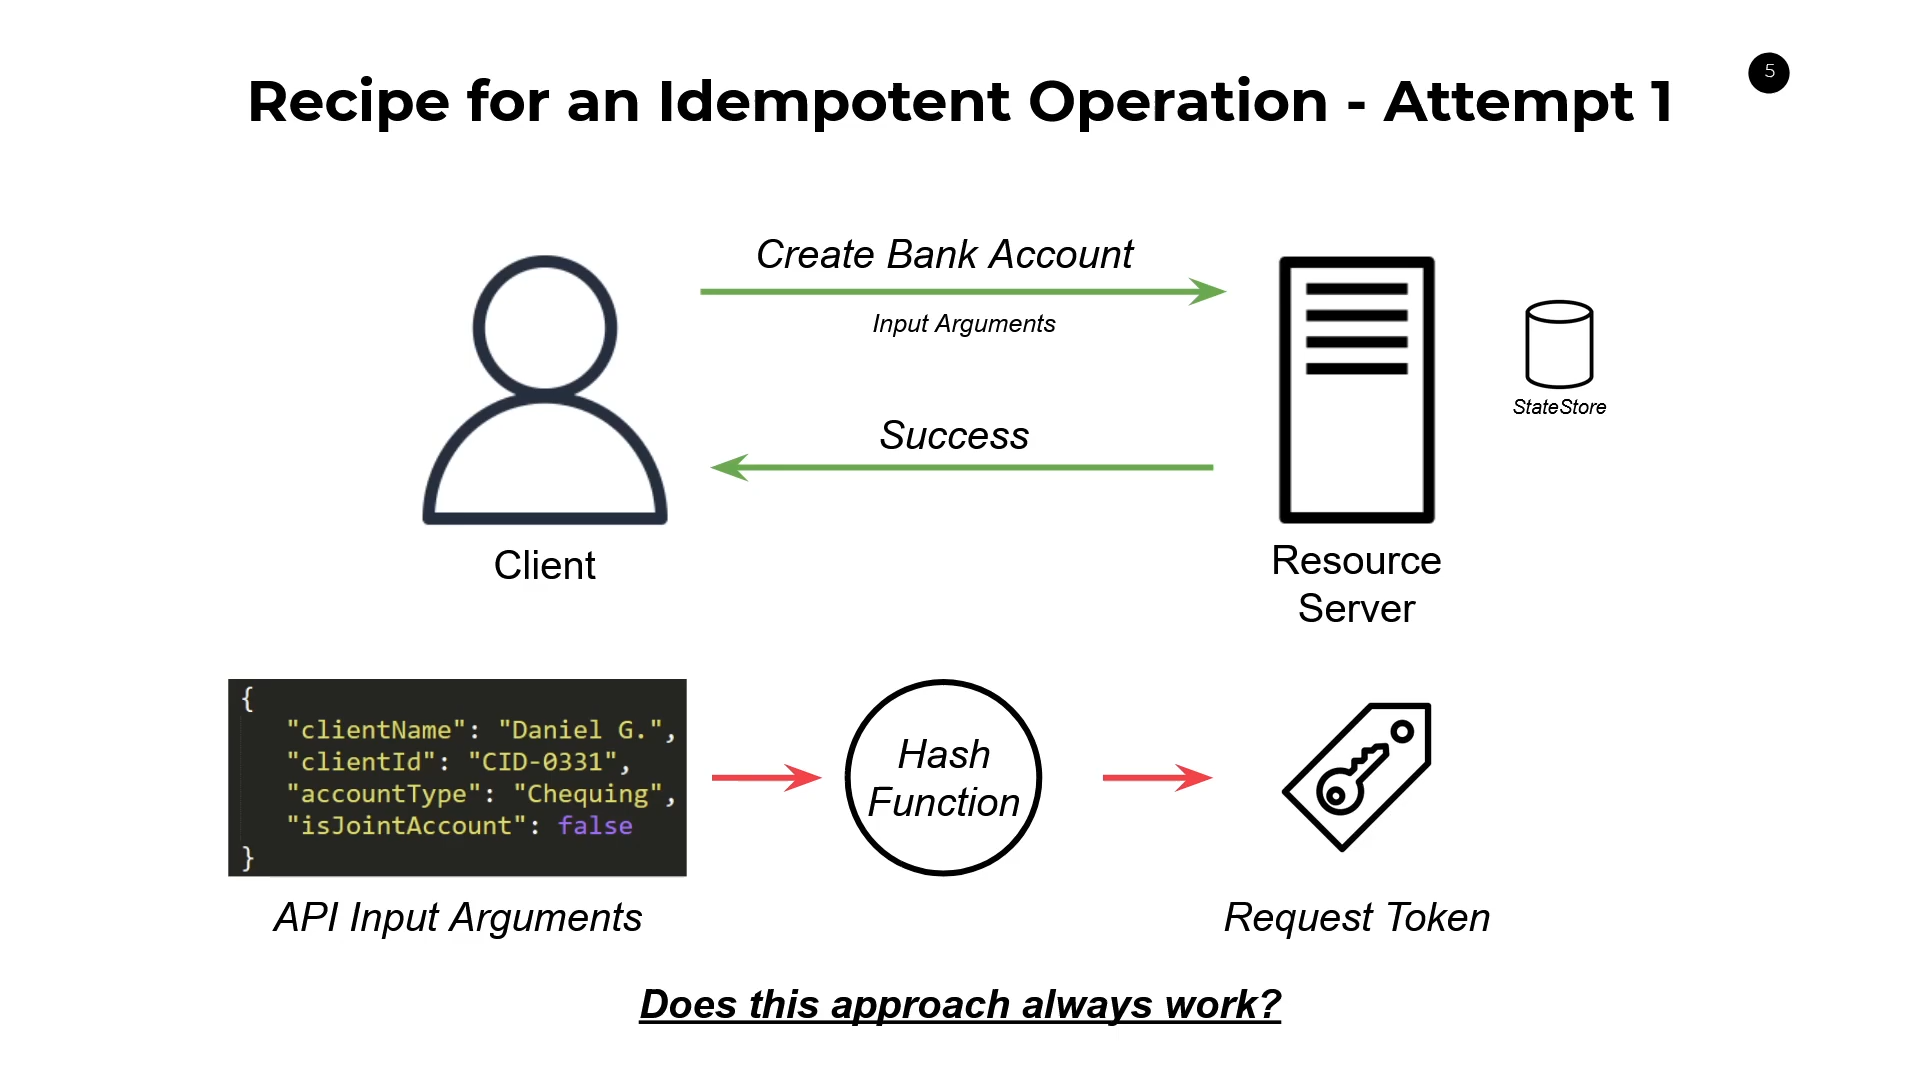 Recipe for an Idempotent Operation - Attempt 1
5
Create Bank Account
Input Arguments
Success
StateStore
Client
Resource
Server
{
"clientName": "Daniel G.",
"clientId": "CID-0331",
"accountType": "Chequing",
"isJointAccount": false
}
Hash
Function
API Input Arguments
Request Token
Does this approach always work?